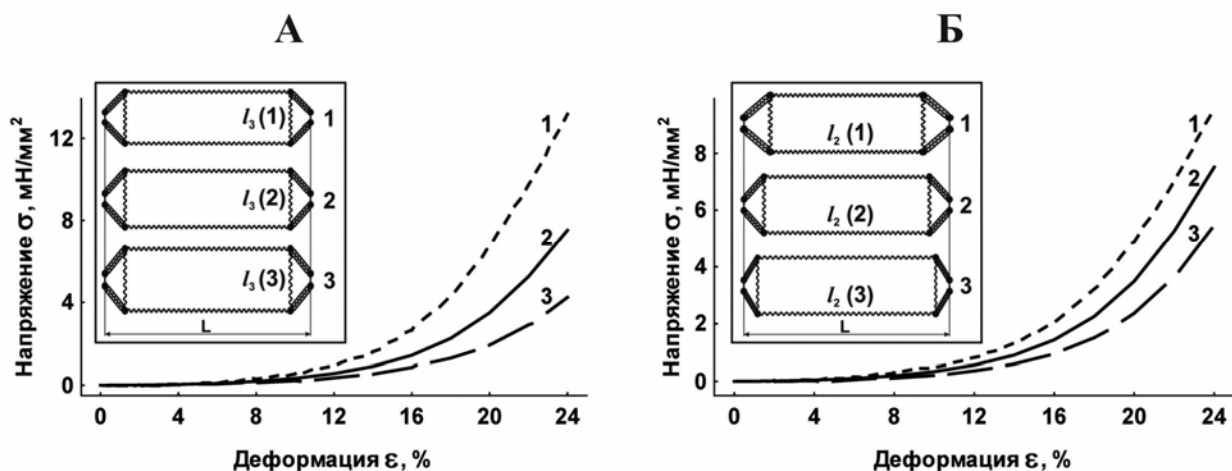 А
Напряжение σ, мН/мм²
12
8
4
0
0 4 8 12 16 20 24
Деформация ε, %
l₃(1) 1
l₃(2) 2
l₃(3) 3
L
1
2
3
Б
Напряжение σ, мН/мм²
8
6
4
2
0
0 4 8 12 16 20 24
Деформация ε, %
l₂(1) 1
l₂(2) 2
l₂(3) 3
L
1
2
3